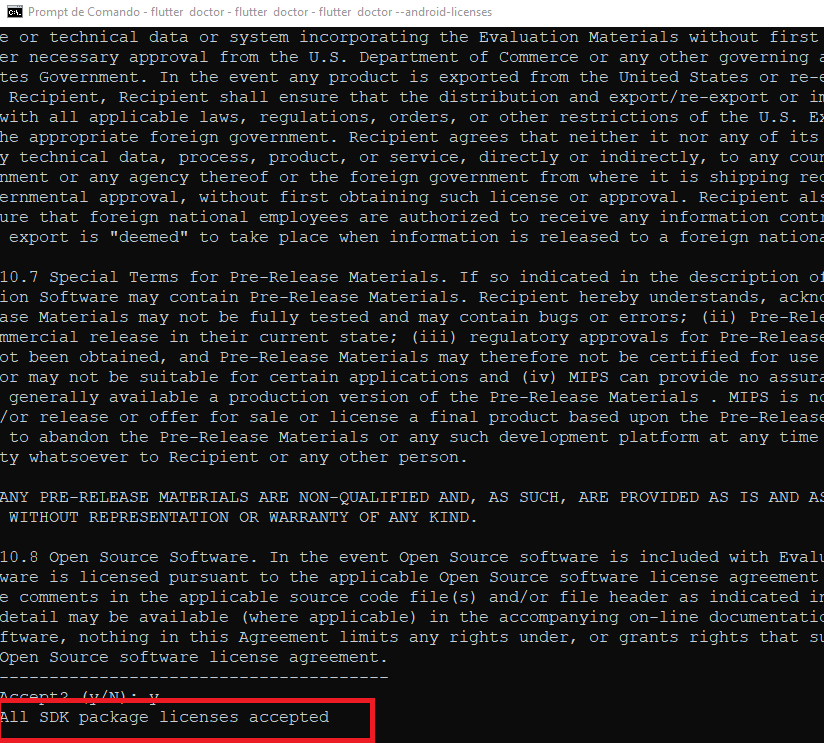 Prompt de Comando - flutter doctor - flutter doctor - flutter doctor --android-licenses
e or technical data or system incorporating the Evaluation Materials without first
er necessary approval from the U.S. Department of Commerce or any other governing a
tes Government. In the event any product is exported from the United States or re-e
Recipient, Recipient shall ensure that the distribution and export/re-export or im
with all applicable laws, regulations, orders, or other restrictions of the U.S. Ex
he appropriate foreign government. Recipient agrees that neither it nor any of its
y technical data, process, product, or service, directly or indirectly, to any coun
nment or any agency thereof or the foreign government from where it is shipping req
ernmental approval, without first obtaining such license or approval. Recipient als
ure that foreign national employees are authorized to receive any information contr
export is "deemed" to take place when information is released to a foreign nationa
10.7 Special Terms for Pre-Release Materials. If so indicated in the description of
ion Software may contain Pre-Release Materials. Recipient hereby understands, ackno
ase Materials may not be fully tested and may contain bugs or errors; (ii) Pre-Rele
mmercial release in their current state; (iii) regulatory approvals for Pre-Release
ot been obtained, and Pre-Release Materials may therefore not be certified for use
or may not be suitable for certain applications and (iv) MIPS can provide no assura
generally available a production version of the Pre-Release Materials . MIPS is no
/or release or offer for sale or license a final product based upon the Pre-Release
to abandon the Pre-Release Materials or any such development platform at any time
ty whatsoever to Recipient or any other person.
ANY PRE-RELEASE MATERIALS ARE NON-QUALIFIED AND, AS SUCH, ARE PROVIDED AS IS AND AS
WITHOUT REPRESENTATION OR WARRANTY OF ANY KIND.
10.8 Open Source Software. In the event Open Source software is included with Evalu
ware is licensed pursuant to the applicable Open Source software license agreement
e comments in the applicable source code file(s) and/or file header as indicated in
detail may be available (where applicable) in the accompanying on-line documentatio
ftware, nothing in this Agreement limits any rights under, or grants rights that su
Open Source software license agreement.
---------------------------------------
Accept? (y/N): y
All SDK package licenses accepted